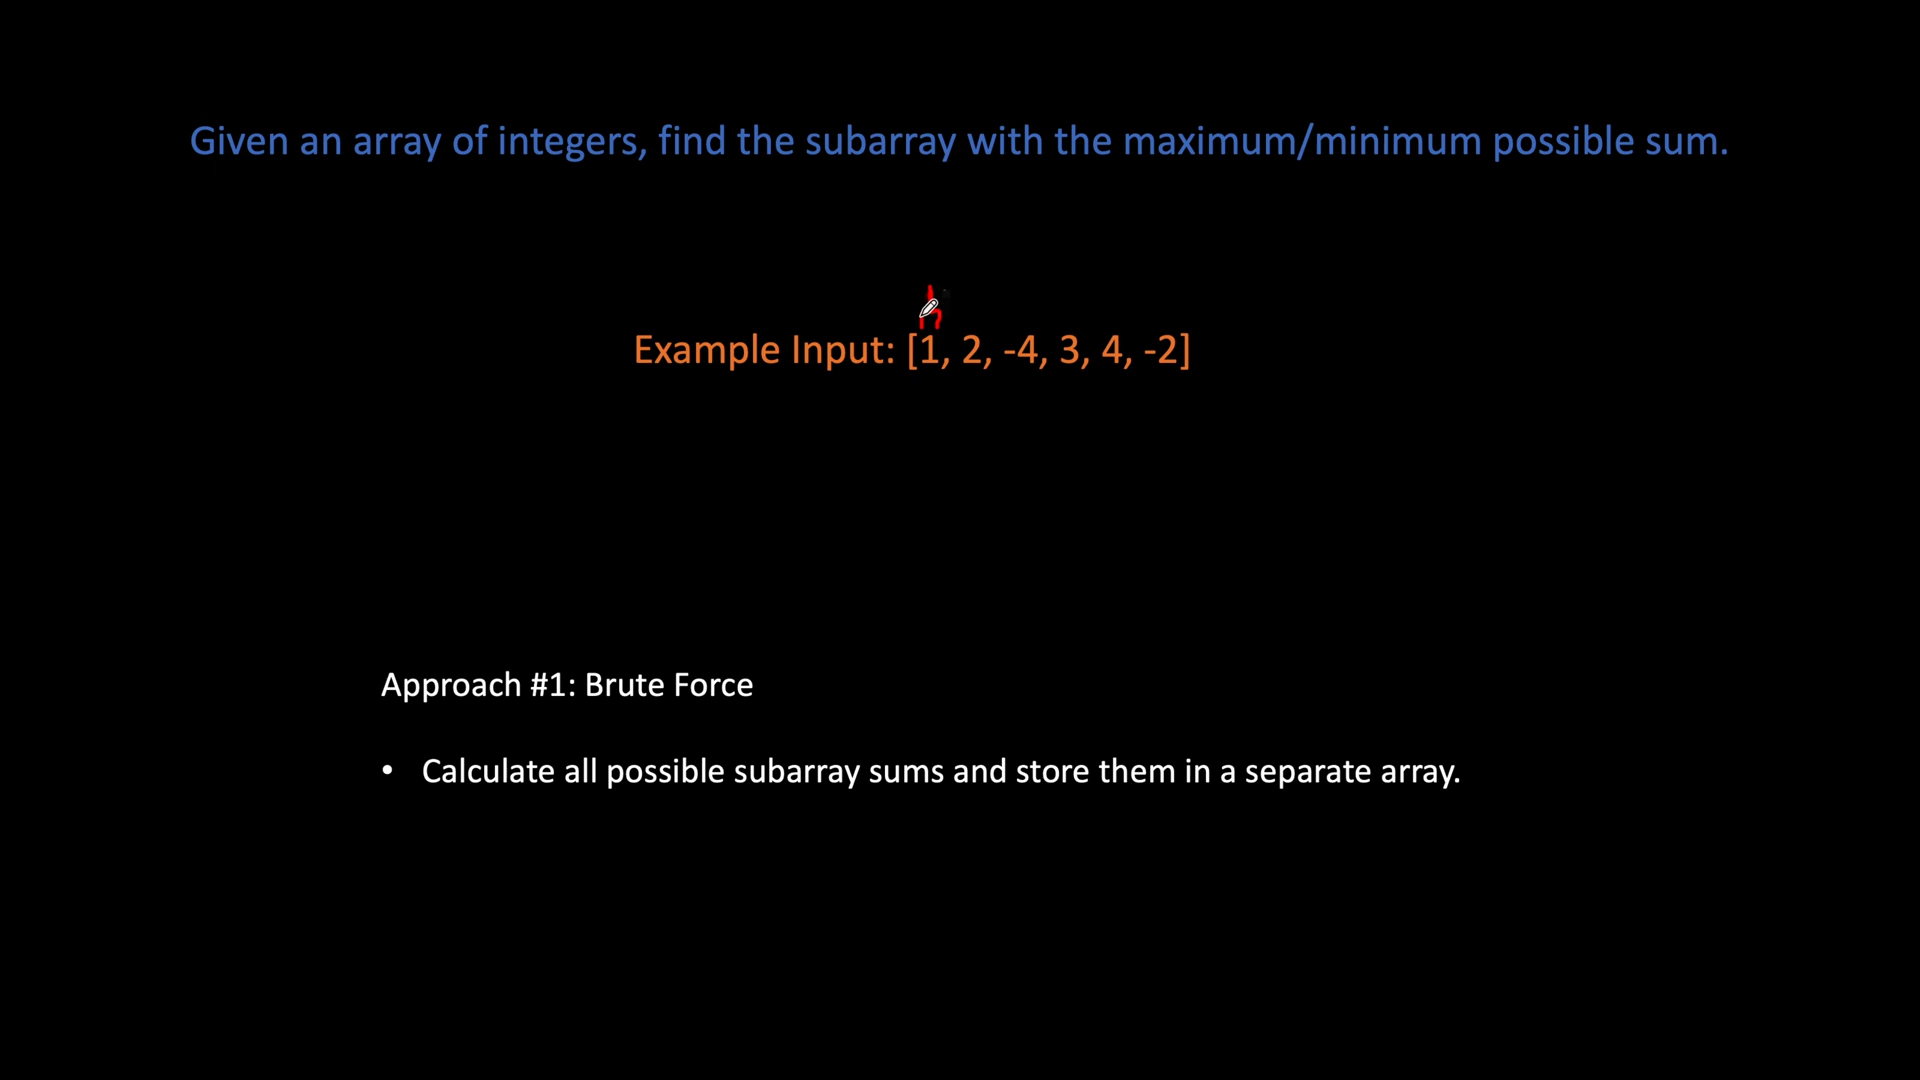 Given an array of integers, find the subarray with the maximum/minimum possible sum.
Example Input: [1, 2, -4, 3, 4, -2]
Approach #1: Brute Force
• Calculate all possible subarray sums and store them in a separate array.